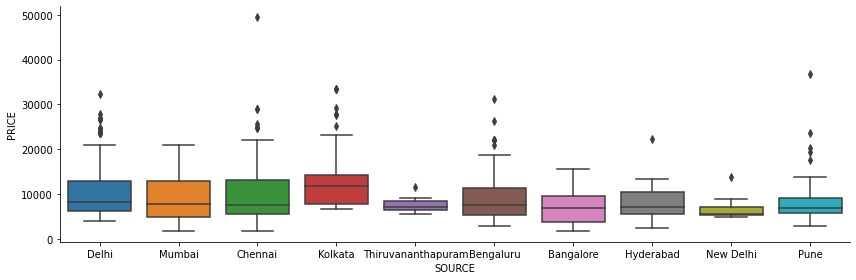 50000
40000
30000
20000
10000
0
PRICE
Delhi Mumbai Chennai Kolkata Thiruvananthapuram Bengaluru Bangalore Hyderabad New Delhi Pune
SOURCE